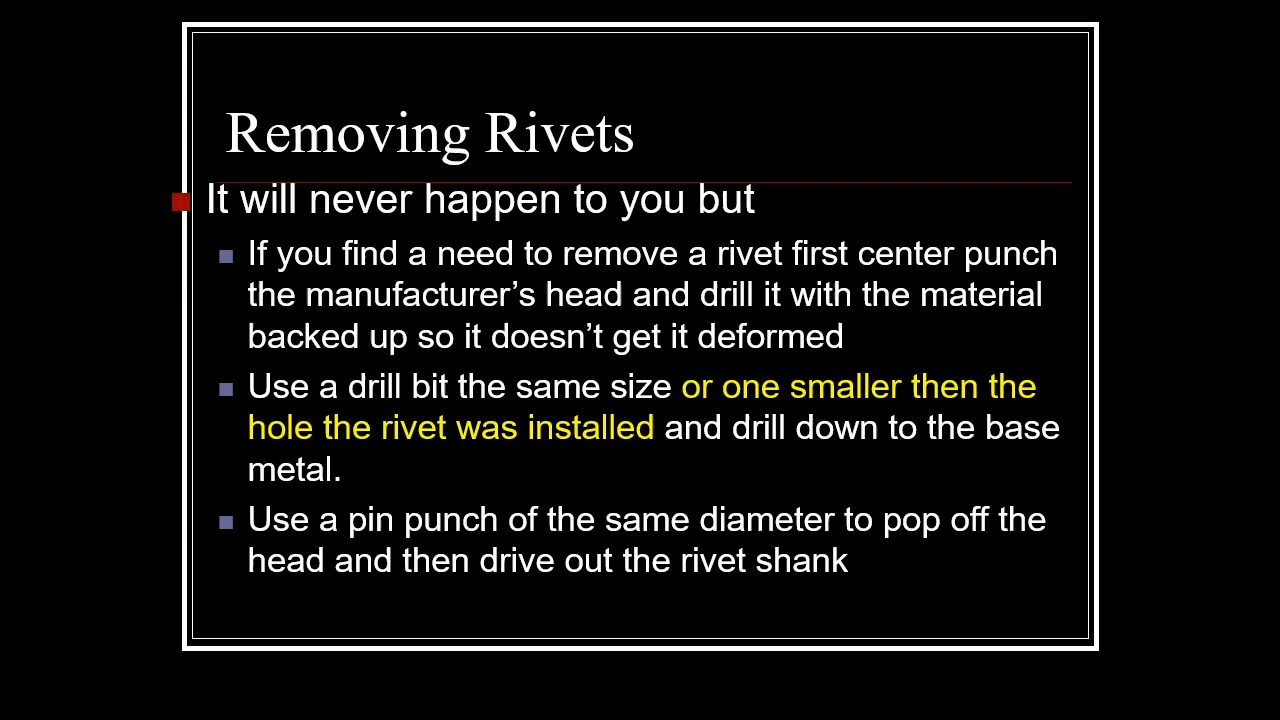 Removing Rivets
It will never happen to you but
If you find a need to remove a rivet first center punch
the manufacturer’s head and drill it with the material
backed up so it doesn’t get it deformed
Use a drill bit the same size or one smaller then the
hole the rivet was installed and drill down to the base
metal.
Use a pin punch of the same diameter to pop off the
head and then drive out the rivet shank